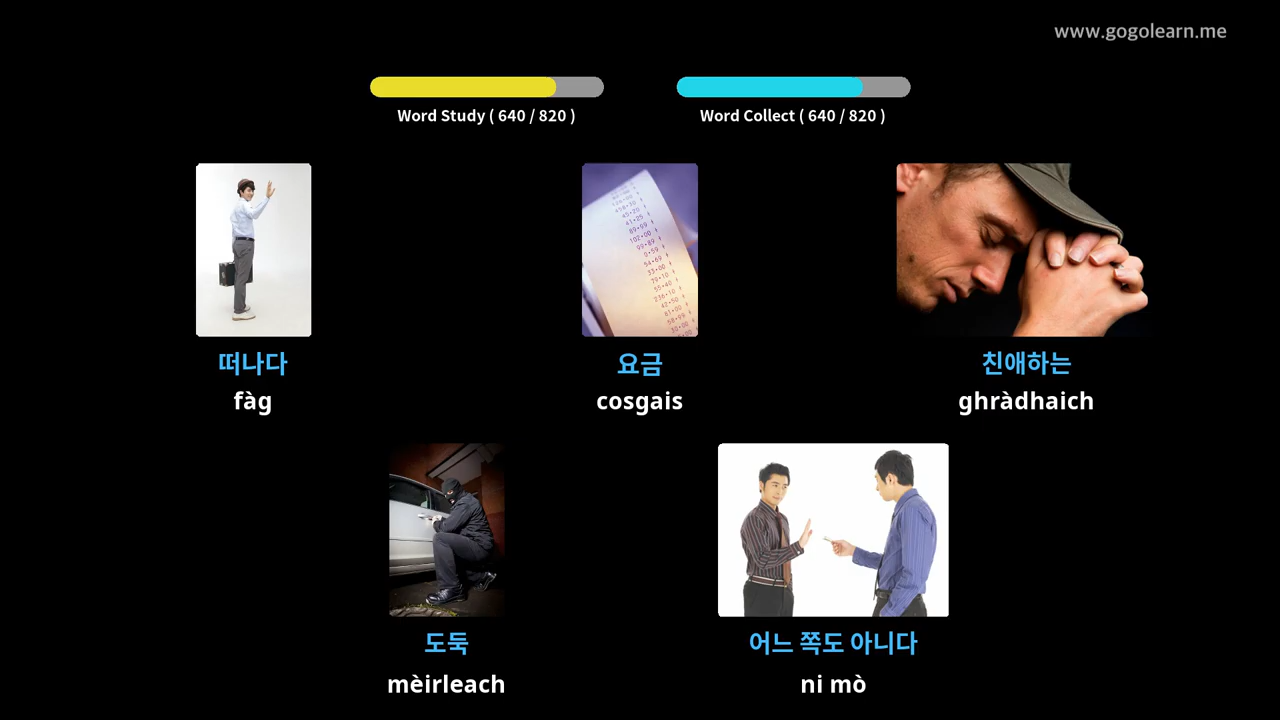 www.gogolearn.me
Word Study ( 640 / 820 )
Word Collect ( 640 / 820 )
떠나다
fàg
요금
cosgais
친애하는
ghràdhaich
도둑
mèirleach
어느 쪽도 아니다
ni mò